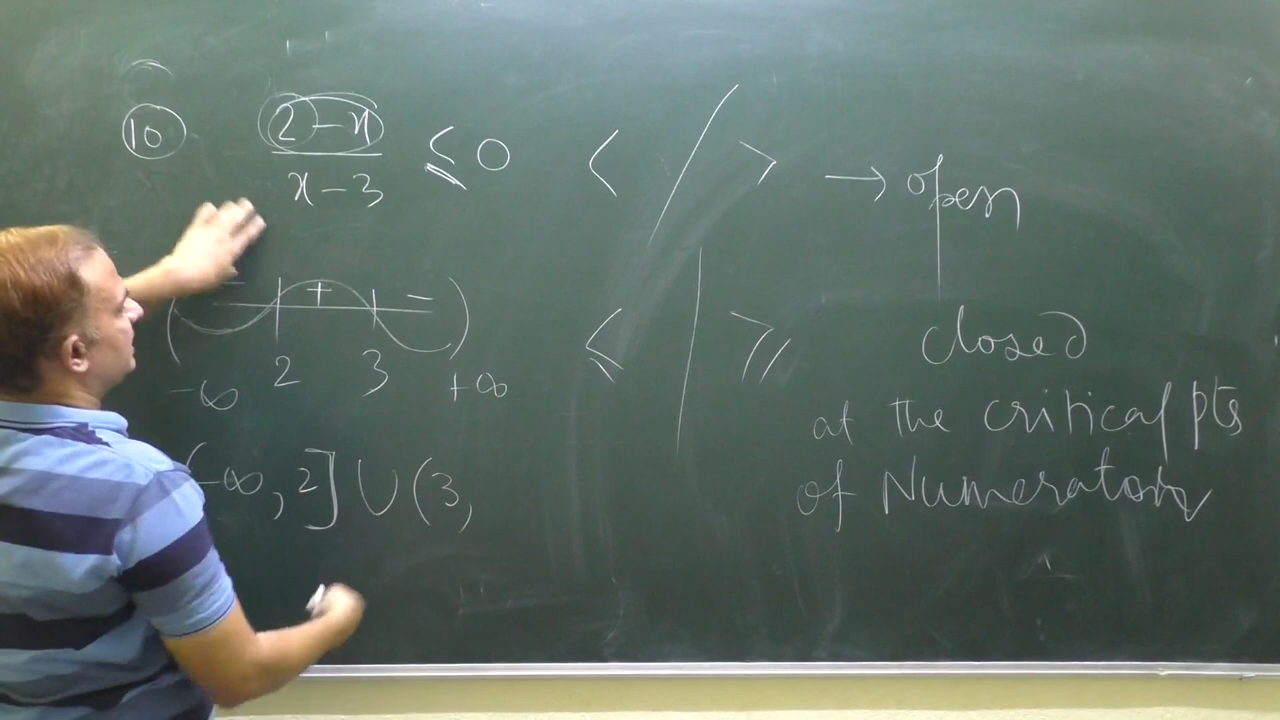 10 2-x / x-3 ≤ 0
- + -
-∞ 2 3 +∞
(-∞, 2] ∪ (3,
< / > → open
≤ | ≥ closed
at the critical pts
of Numerator